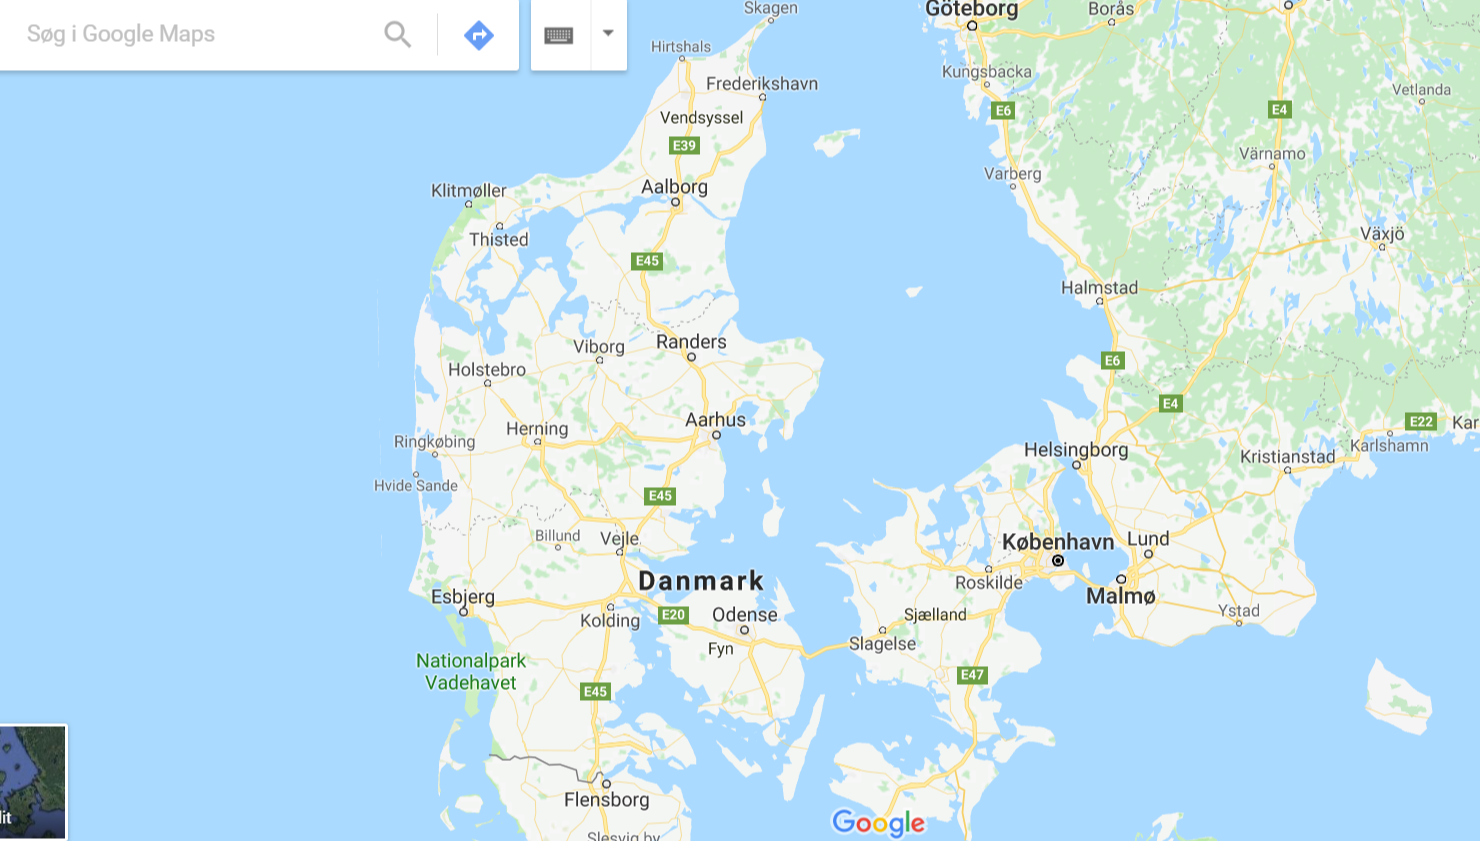 Søg i Google Maps
Skagen
Göteborg
Borås
Hirtshals
Frederikshavn
Kungsbacka
Vetlanda
E6
E4
Vendsyssel
E39
Värnamo
Varberg
Klitmøller
Aalborg
Thisted
Växjö
E45
Halmstad
Viborg
Randers
E6
Holstebro
E4
Aarhus
E22
Kar
Herning
Ringkøbing
Helsingborg
Karlshamn
Kristianstad
Hvide Sande
E45
Billund
Vejle
København
Lund
Danmark
Roskilde
Esbjerg
Malmø
Kolding
E20
Odense
Sjælland
Ystad
Fyn
Slagelse
Nationalpark
Vadehavet
E47
E45
Flensborg
lit
Google
Slesvig by